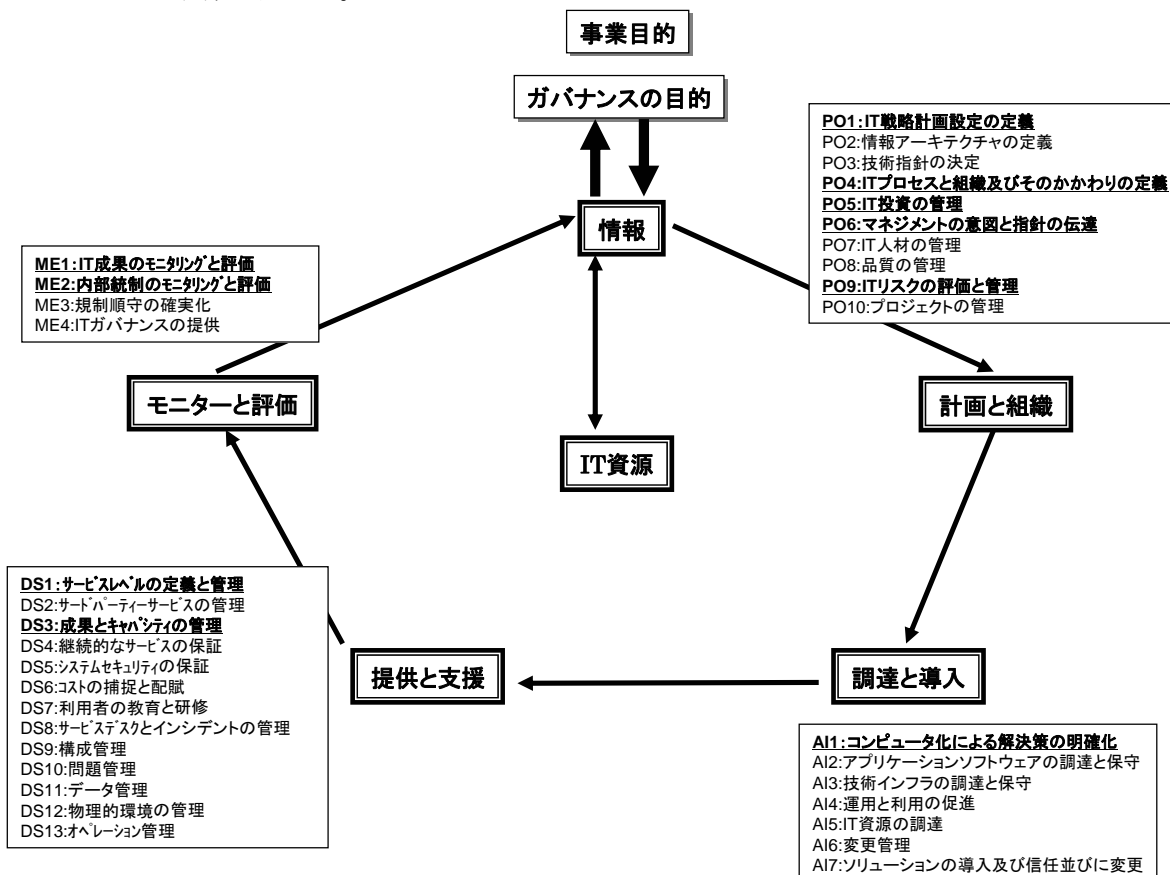 事業目的
ガバナンスの目的
情報
IT資源
PO1:IT戦略計画設定の定義
PO2:情報アーキテクチャの定義
PO3:技術指針の決定
PO4:ITプロセスと組織及びそのかかわりの定義
PO5:IT投資の管理
PO6:マネジメントの意図と指針の伝達
PO7:IT人材の管理
PO8:品質の管理
PO9:ITリスクの評価と管理
PO10:プロジェクトの管理
計画と組織
調達と導入
AI1:コンピュータ化による解決策の明確化
AI2:アプリケーションソフトウェアの調達と保守
AI3:技術インフラの調達と保守
AI4:運用と利用の促進
AI5:IT資源の調達
AI6:変更管理
AI7:ソリューションの導入及び信任並びに変更
提供と支援
DS1:ｻｰﾋﾞｽﾚﾍﾞﾙの定義と管理
DS2:ｻｰﾄﾞﾊﾟｰﾃｨｰｻｰﾋﾞｽの管理
DS3:成果とｷｬﾊﾟｼﾃｨの管理
DS4:継続的なｻｰﾋﾞｽの保証
DS5:ｼｽﾃﾑｾｷｭﾘﾃｨの保証
DS6:ｺｽﾄの捕捉と配賦
DS7:利用者の教育と研修
DS8:ｻｰﾋﾞｽﾃﾞｽｸとインシデントの管理
DS9:構成管理
DS10:問題管理
DS11:データ管理
DS12:物理的環境の管理
DS13:ｵﾍﾟﾚｰｼｮﾝ管理
モニターと評価
ME1:IT成果のﾓﾆﾀﾘﾝｸﾞと評価
ME2:内部統制のﾓﾆﾀﾘﾝｸﾞと評価
ME3:規制順守の確実化
ME4:ITガバナンスの提供